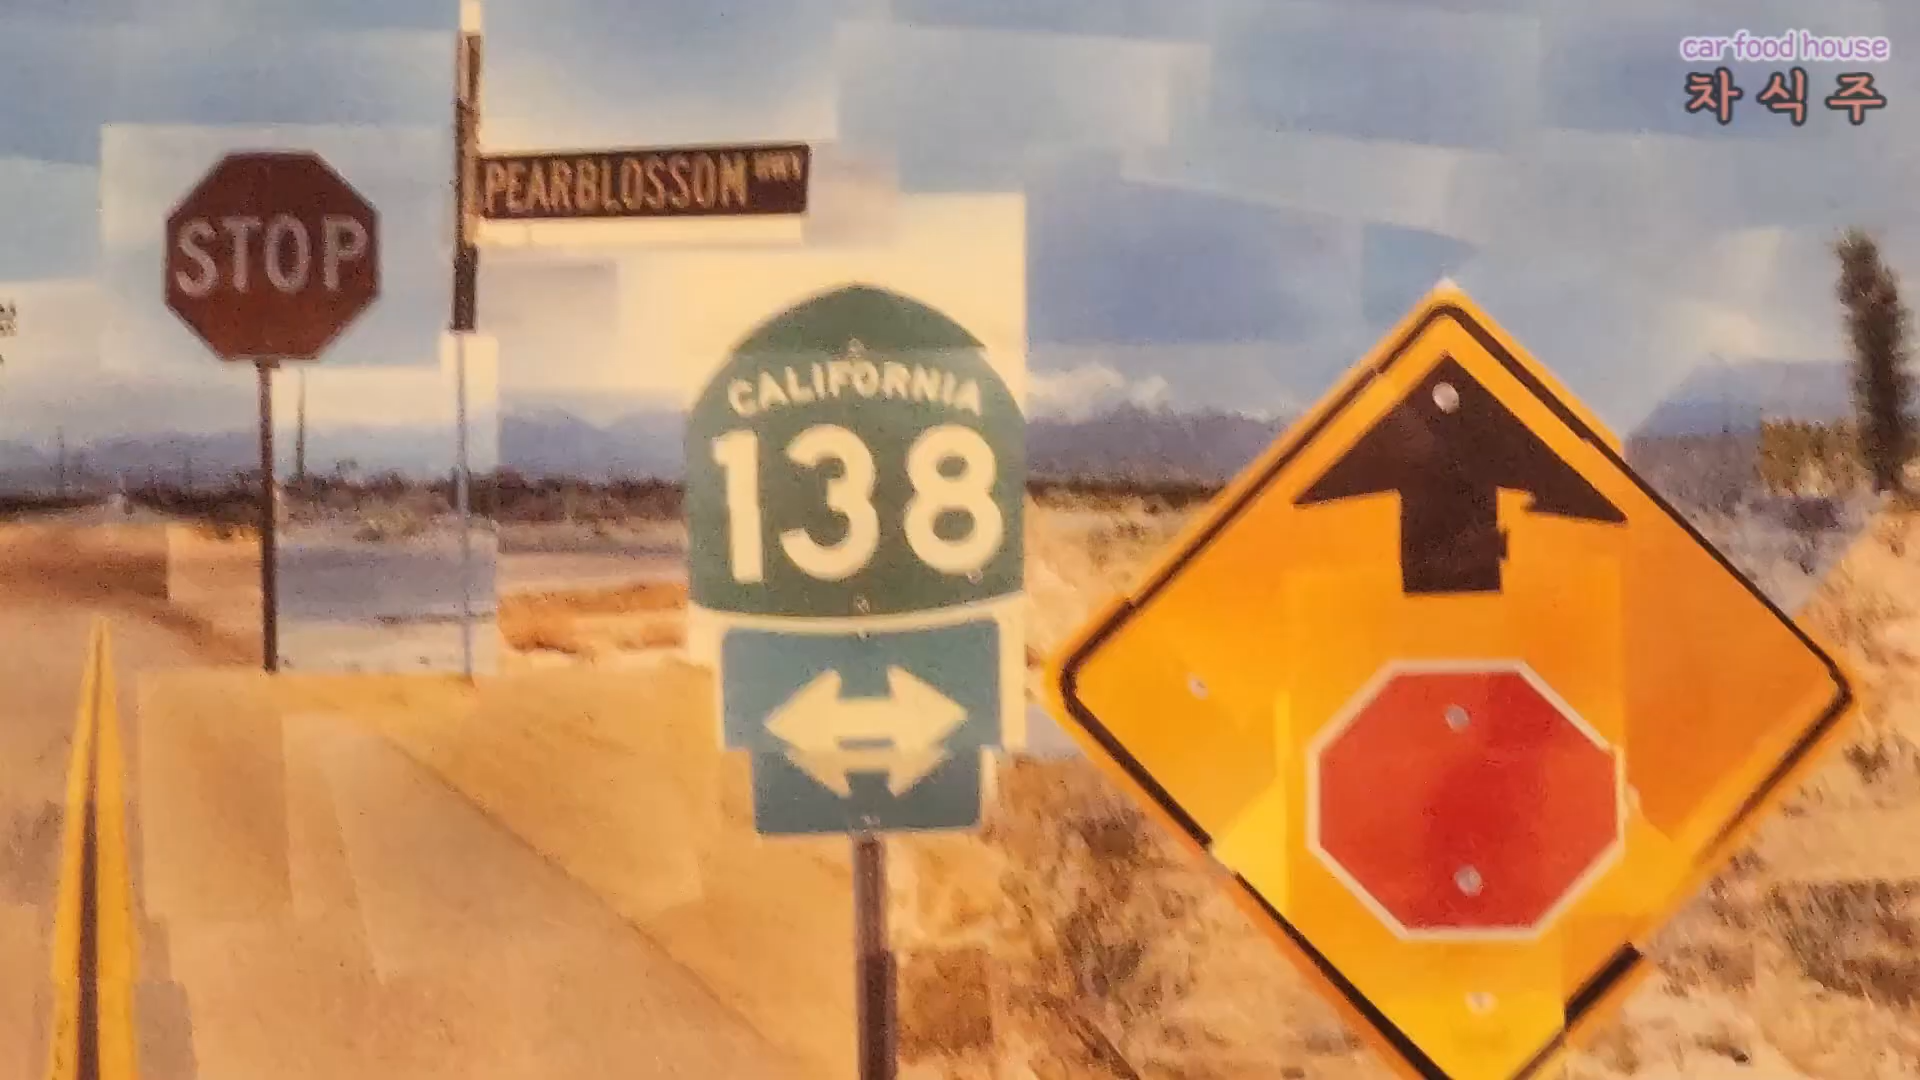 car food house
차식주
PEARBLOSSOM HWY
STOP
CALIFORNIA
138